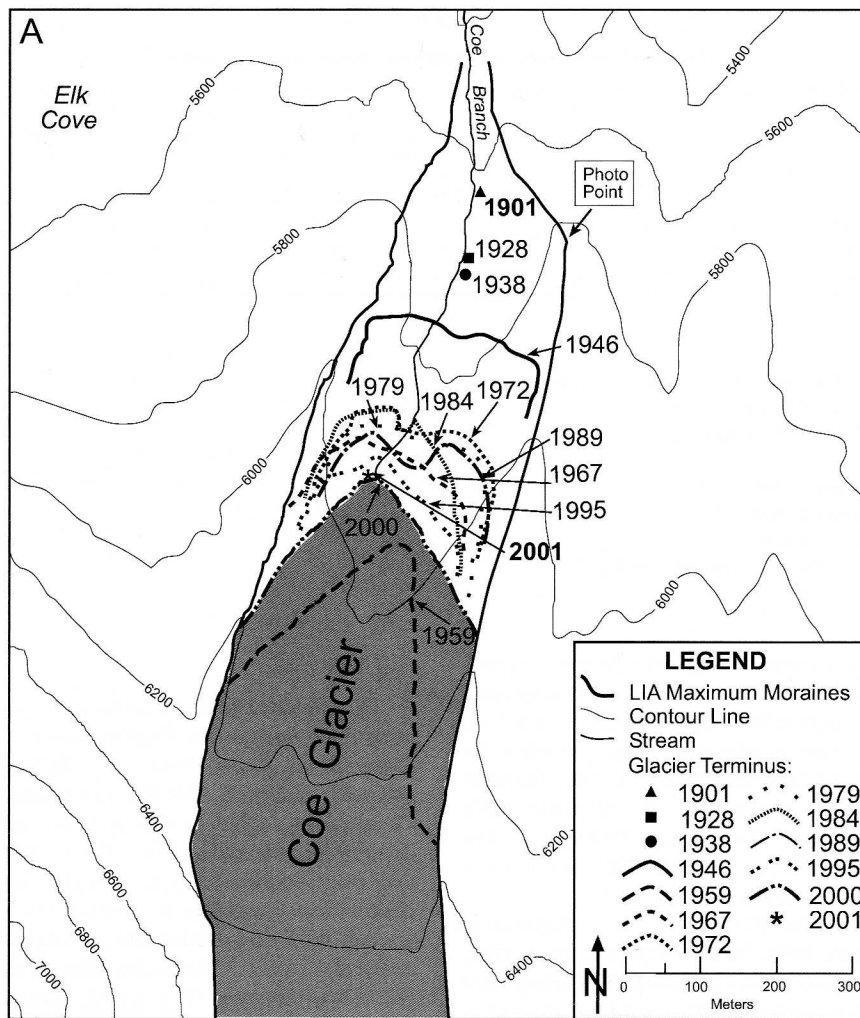 A
Elk
Cove
Coe
Branch
5400
5600
5600
Photo
Point
1901
5800
1928
5800
1938
1946
1979
1984
1972
1989
6000
1967
1995
2000
2001
6000
1959
6200
Coe Glacier
6400
6200
6600
6800
7000
6400
LEGEND
LIA Maximum Moraines
Contour Line
Stream
Glacier Terminus:
1901 1979
1928 1984
1938 1989
1946 1995
1959 2000
1967 * 2001
1972
N
0 100 200 300
Meters